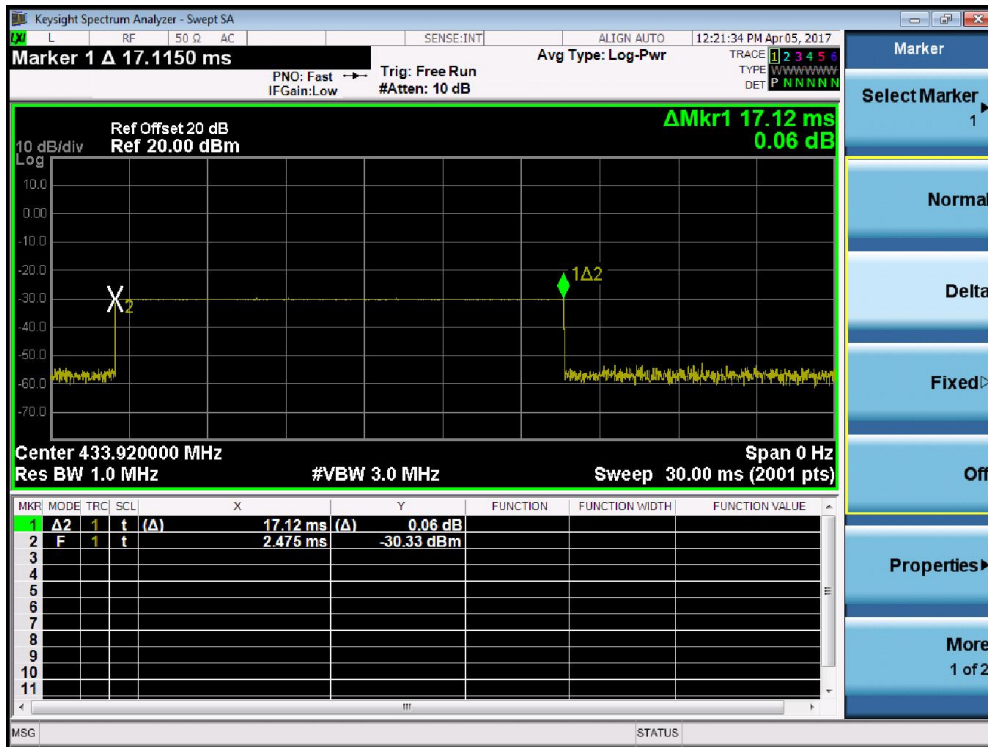 Keysight Spectrum Analyzer - Swept SA
LXI L RF 50 Ω AC SENSE:INT ALIGN AUTO 12:21:34 PM Apr 05, 2017
Marker 1 Δ 17.1150 ms
PNO: Fast
IFGain:Low
Trig: Free Run
#Atten: 10 dB
Avg Type: Log-Pwr
TRACE 1 2 3 4 5 6
TYPE WWWWWW
DET P N N N N N
ΔMkr1 17.12 ms
0.06 dB
Ref Offset 20 dB
10 dB/div Ref 20.00 dBm
Log
10.0
0.00
-10.0
-20.0
-30.0
-40.0
-50.0
-60.0
-70.0
2
1Δ2
Center 433.920000 MHz Span 0 Hz
Res BW 1.0 MHz #VBW 3.0 MHz Sweep 30.00 ms (2001 pts)
MKR MODE TRC SCL X Y FUNCTION FUNCTION WIDTH FUNCTION VALUE
1 Δ2 1 t (Δ) 17.12 ms (Δ) 0.06 dB
2 F 1 t 2.475 ms -30.33 dBm
3
4
5
6
7
8
9
10
11
MSG STATUS
Marker
Select Marker
1
Normal
Delta
Fixed
Off
Properties
More
1 of 2